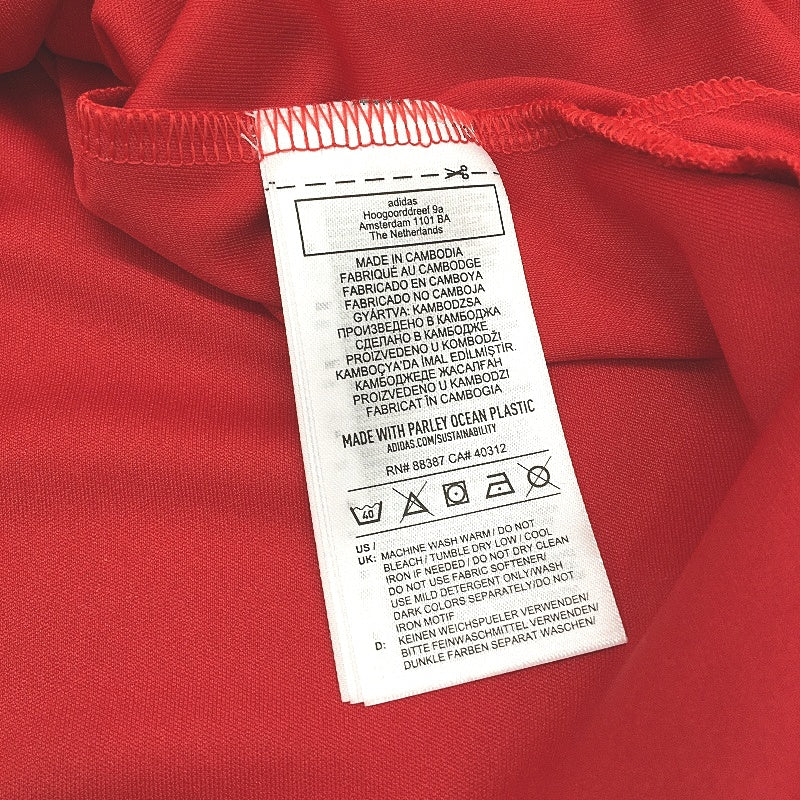 adidas
Hoogoorddreef 9a
Amsterdam 1101 BA
The Netherlands
MADE IN CAMBODIA
FABRIQUÉ AU CAMBODGE
FABRICADO EN CAMBOYA
FABRICADO NO CAMBOJA
GYÁRTVA: KAMBODZSA
ПРОИЗВЕДЕНО В КАМБОДЖА
СДЕЛАНО В КАМБОДЖЕ
PROIZVEDENO U KOMBODŽI
KAMBOÇYA'DA İMAL EDİLMİŞTİR.
КАМБОДЖЕДЕ ЖАСАЛҒАН
PROIZVEDENO U KAMBODZI
FABRICAT ÎN CAMBOGIA
MADE WITH PARLEY OCEAN PLASTIC
ADIDAS.COM/SUSTAINABILITY
RN# 88387 CA# 40312
40
US / UK: MACHINE WASH WARM / DO NOT
BLEACH / TUMBLE DRY LOW / COOL
IRON IF NEEDED / DO NOT DRY CLEAN
DO NOT USE FABRIC SOFTENER/
USE MILD DETERGENT ONLY/WASH
DARK COLORS SEPARATELY/DO NOT
IRON MOTIF
D: KEINEN WEICHSPUELER VERWENDEN/
BITTE FEINWASCHMITTEL VERWENDEN/
DUNKLE FARBEN SEPARAT WASCHEN/